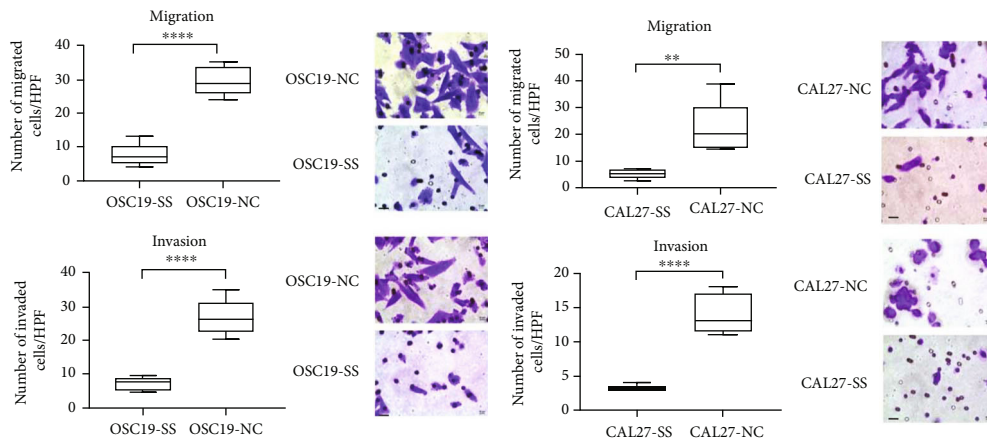 Migration
Number of migrated
cells/HPF
40
30
20
10
0
****
OSC19-SS
OSC19-NC
OSC19-NC
OSC19-SS
Migration
Number of migrated
cells/HPF
50
40
30
20
10
0
**
CAL27-SS
CAL27-NC
CAL27-NC
CAL27-SS
Invasion
Number of invaded
cells/HPF
40
30
20
10
0
****
OSC19-SS
OSC19-NC
OSC19-NC
OSC19-SS
Invasion
Number of invaded
cells/HPF
20
15
10
5
0
****
CAL27-SS
CAL27-NC
CAL27-NC
CAL27-SS